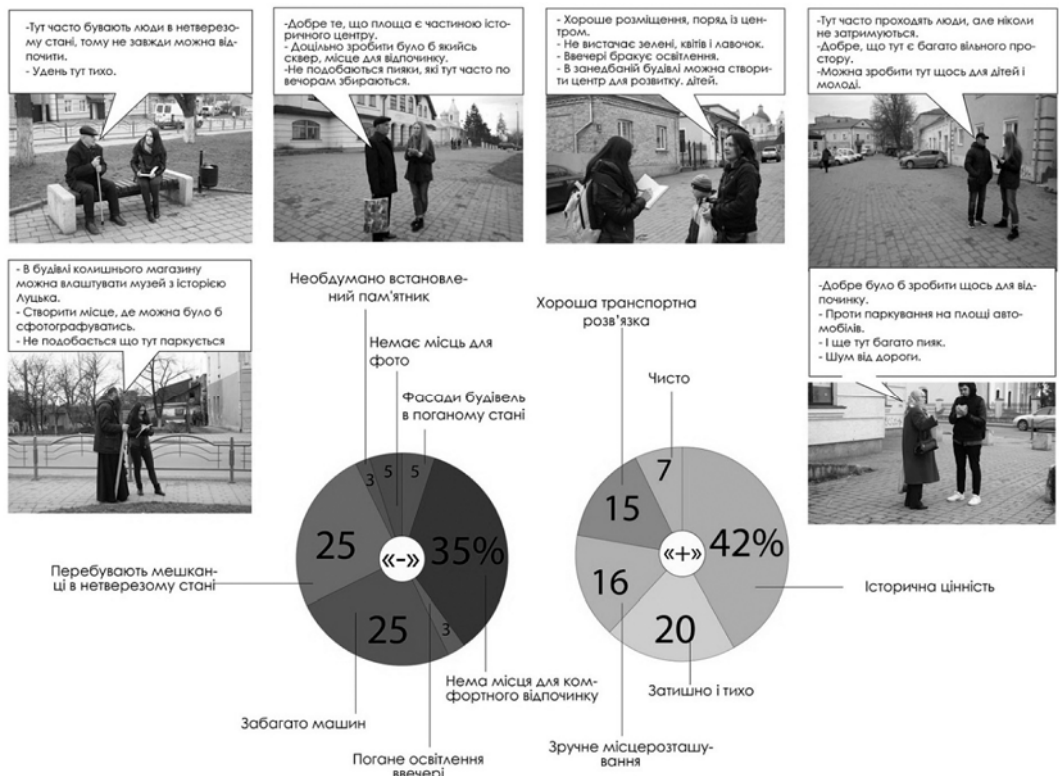 -Тут часто бувають люди в нетверезо-
му стані, тому не завжди можна від-
почити.
- Удень тут тихо.
-Добре те, що площа є частиною істо-
ричного центру.
- Доцільно зробити було б якийсь
сквер, місце для відпочинку.
-Не подобаються пияки, які тут часто по
вечорам збираються.
- Хороше розміщення, поряд із цен-
тром.
- Не вистачає зелені, квітів і лавочок.
- Ввечері бракує освітлення.
- В занедбаній будівлі можна створи-
ти центр для розвитку. дітей.
-Тут часто проходять люди, але ніколи
не затримуються.
-Добре, що тут є багато вільного про-
стору.
-Можна зробити тут щось для дітей і
молоді.
- В будівлі колишнього магазину
можна влаштувати музей з історією
Луцька.
- Створити місце, де можна було б
сфотографуватись.
- Не подобається що тут паркується
-Добре було б зробити щось для від-
починку.
- Проти паркування на площі авто-
мобілів.
- І ще тут багато пияк.
- Шум від дороги.
Необдумано встановле-
ний пам'ятник
Немає місць для
фото
Фасади будівель
в поганому стані
3
5
5
25
35%
«-»
25
3
Перебувають мешкан-
ці в нетверезому стані
Забагато машин
Погане освітлення
ввечері
Нема місця для ком-
фортного відпочинку
Хороша транспортна
розв'язка
Чисто
7
15
42%
«+»
16
20
Історична цінність
Затишно і тихо
Зручне місцерозташу-
вання